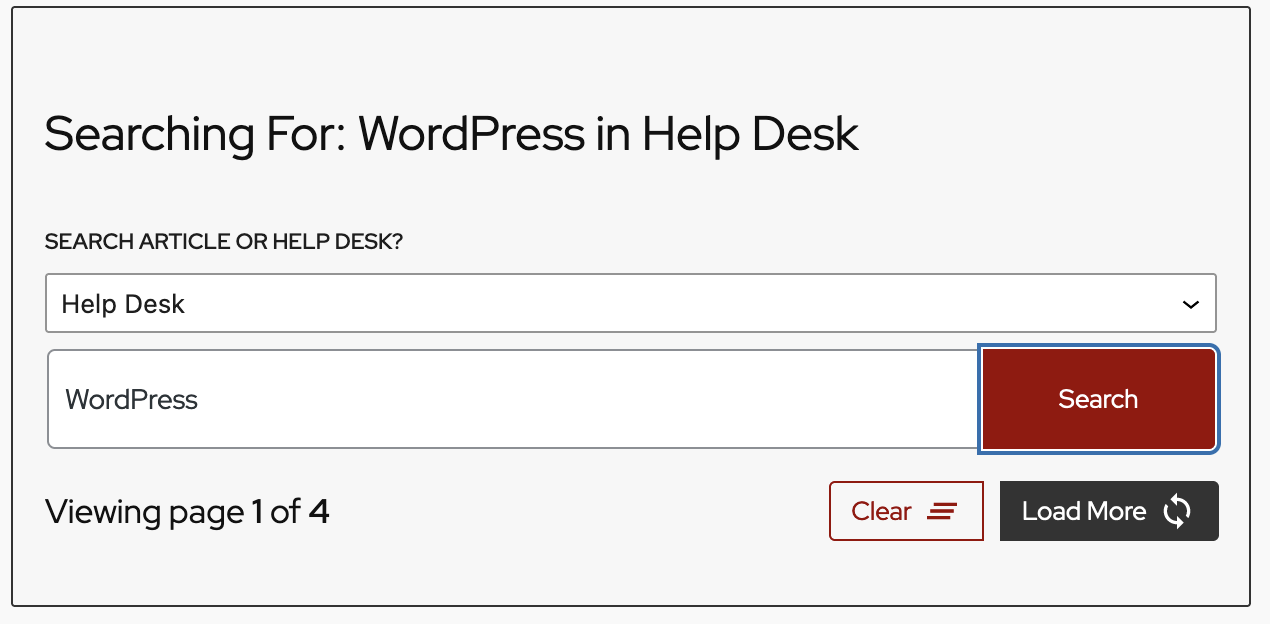 Searching For: WordPress in Help Desk
SEARCH ARTICLE OR HELP DESK?
Help Desk
WordPress
Search
Viewing page 1 of 4
Clear
Load More